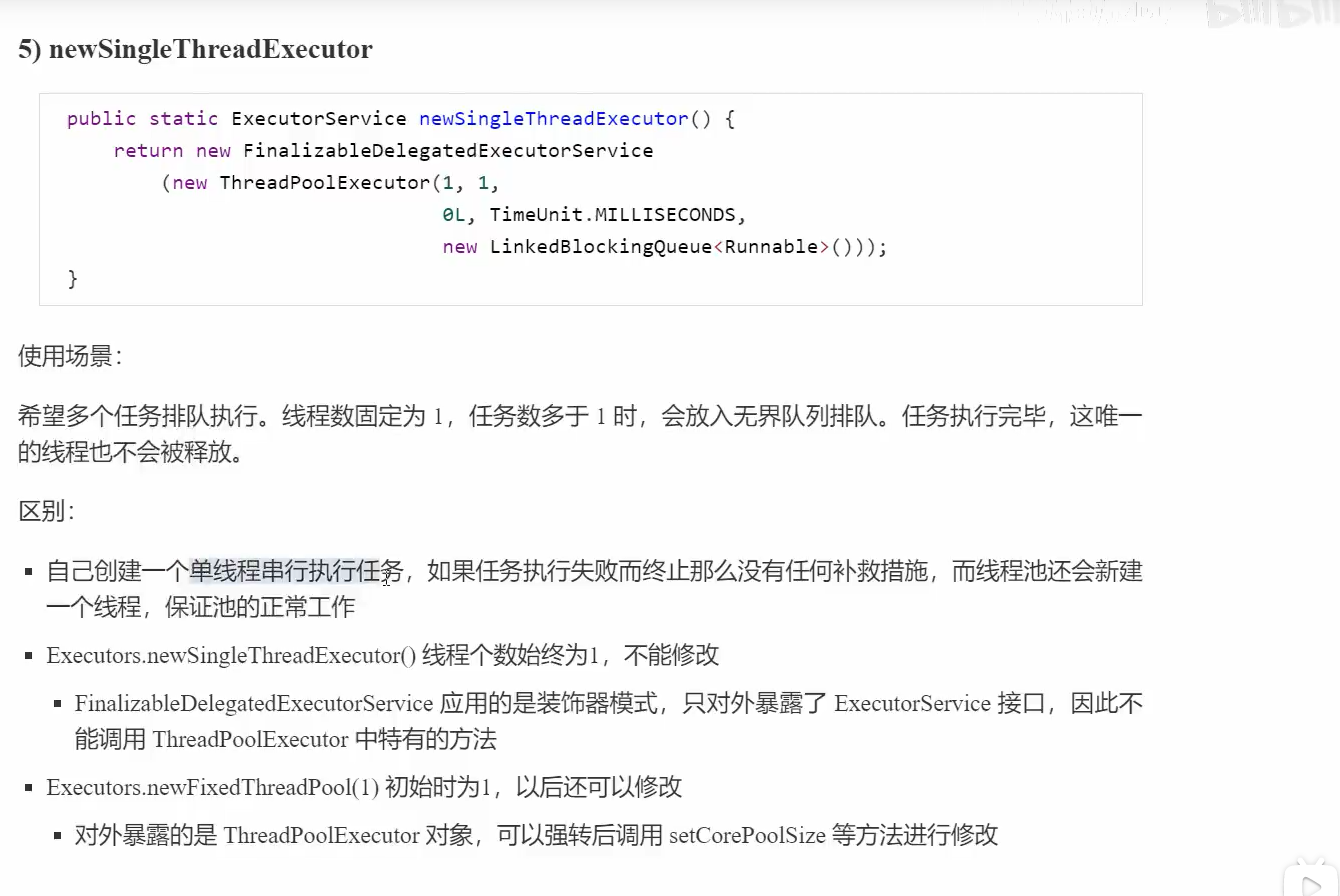 5) newSingleThreadExecutor
public static ExecutorService newSingleThreadExecutor() {
    return new FinalizableDelegatedExecutorService
        (new ThreadPoolExecutor(1, 1,
                                0L, TimeUnit.MILLISECONDS,
                                new LinkedBlockingQueue<Runnable>()));
}
使用场景：
希望多个任务排队执行。线程数固定为 1，任务数多于 1 时，会放入无界队列排队。任务执行完毕，这唯一
的线程也不会被释放。
区别：
▪ 自己创建一个单线程串行执行任务，如果任务执行失败而终止那么没有任何补救措施，而线程池还会新建
一个线程，保证池的正常工作
▪ Executors.newSingleThreadExecutor() 线程个数始终为1，不能修改
▪ FinalizableDelegatedExecutorService 应用的是装饰器模式，只对外暴露了 ExecutorService 接口，因此不
能调用 ThreadPoolExecutor 中特有的方法
▪ Executors.newFixedThreadPool(1) 初始时为1，以后还可以修改
▪ 对外暴露的是 ThreadPoolExecutor 对象，可以强转后调用 setCorePoolSize 等方法进行修改